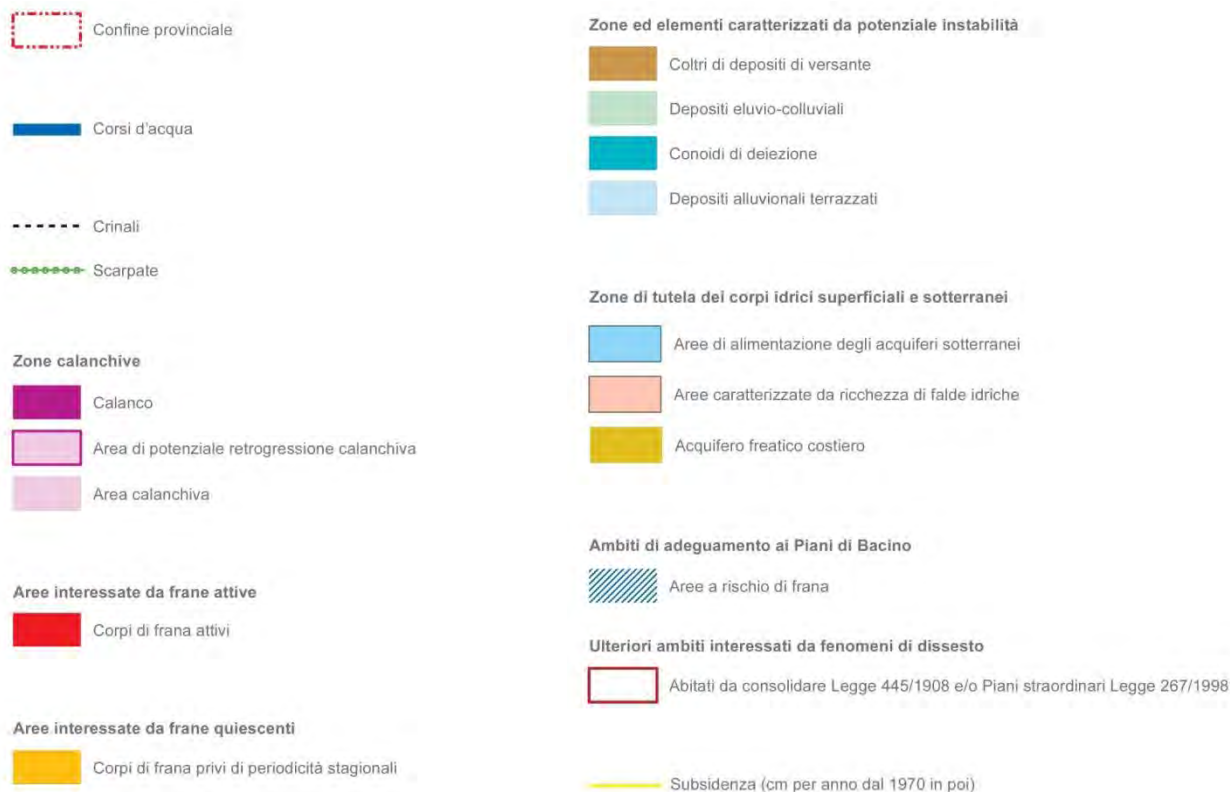 Confine provinciale
Corsi d'acqua
Crinali
Scarpate
Zone calanchive
Calanco
Area di potenziale retrogressione calanchiva
Area calanchiva
Aree interessate da frane attive
Corpi di frana attivi
Aree interessate da frane quiescenti
Corpi di frana privi di periodicità stagionali
Zone ed elementi caratterizzati da potenziale instabilità
Coltri di depositi di versante
Depositi eluvio-colluviali
Conoidi di deiezione
Depositi alluvionali terrazzati
Zone di tutela dei corpi idrici superficiali e sotterranei
Aree di alimentazione degli acquiferi sotterranei
Aree caratterizzate da ricchezza di falde idriche
Acquifero freatico costiero
Ambiti di adeguamento ai Piani di Bacino
Aree a rischio di frana
Ulteriori ambiti interessati da fenomeni di dissesto
Abitati da consolidare Legge 445/1908 e/o Piani straordinari Legge 267/1998
Subsidenza (cm per anno dal 1970 in poi)